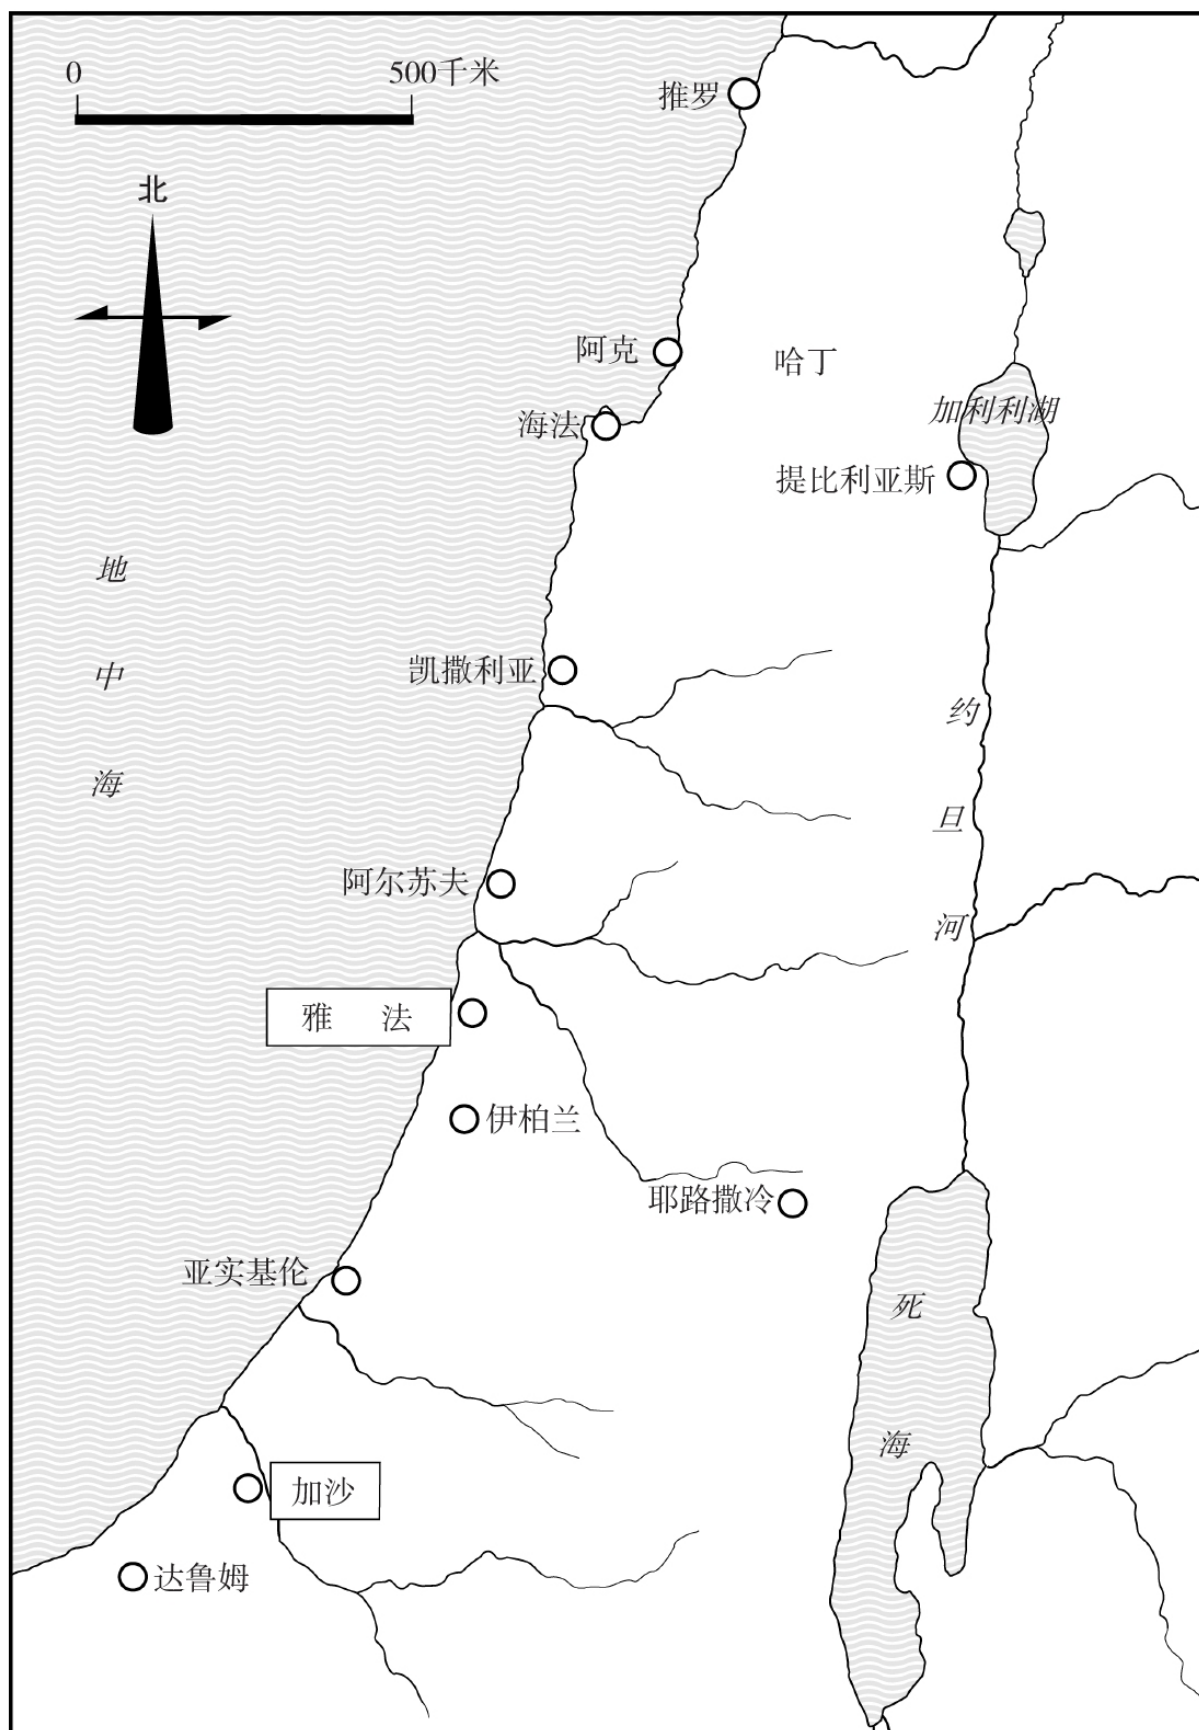 0
500千米
推罗
北
阿克
哈丁
海法
加利利湖
提比利亚斯
地中海
凯撒利亚
约旦河
阿尔苏夫
雅法
伊柏兰
耶路撒冷
亚实基伦
死海
加沙
达鲁姆